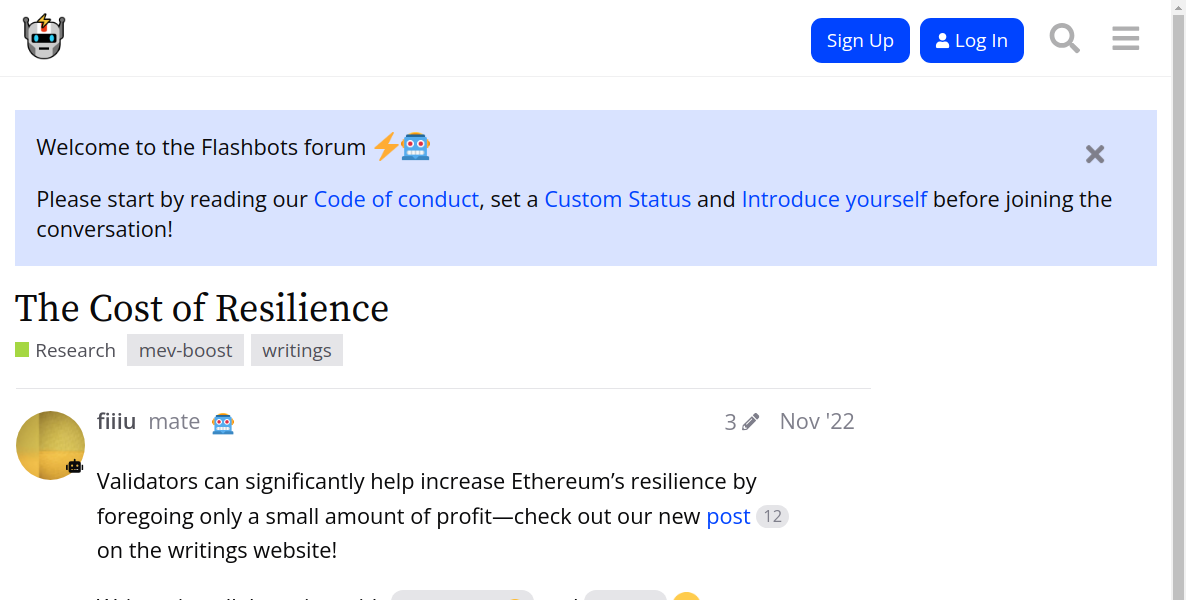 Sign Up
Log In
Welcome to the Flashbots forum
Please start by reading our Code of conduct, set a Custom Status and Introduce yourself before joining the
conversation!
The Cost of Resilience
Research mev-boost writings
fiiiu mate 3 Nov '22
Validators can significantly help increase Ethereum’s resilience by
foregoing only a small amount of profit—check out our new post 12
on the writings website!